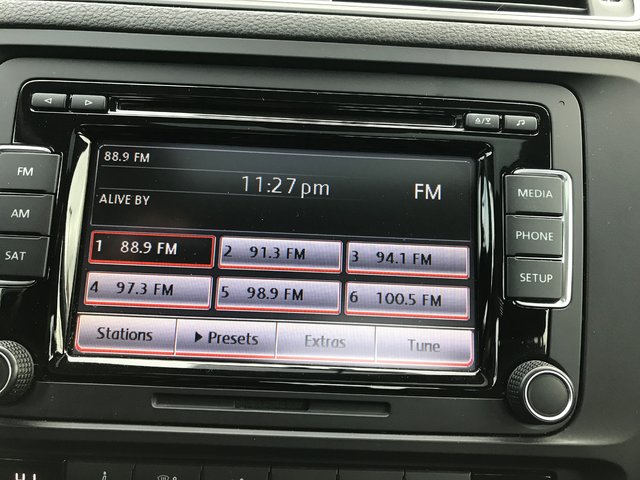 88.9 FM
11:27pm
FM
ALIVE BY
FM
AM
SAT
MEDIA
PHONE
SETUP
1 88.9 FM
2 91.3 FM
3 94.1 FM
4 97.3 FM
5 98.9 FM
6 100.5 FM
Stations
Presets
Extras
Tune